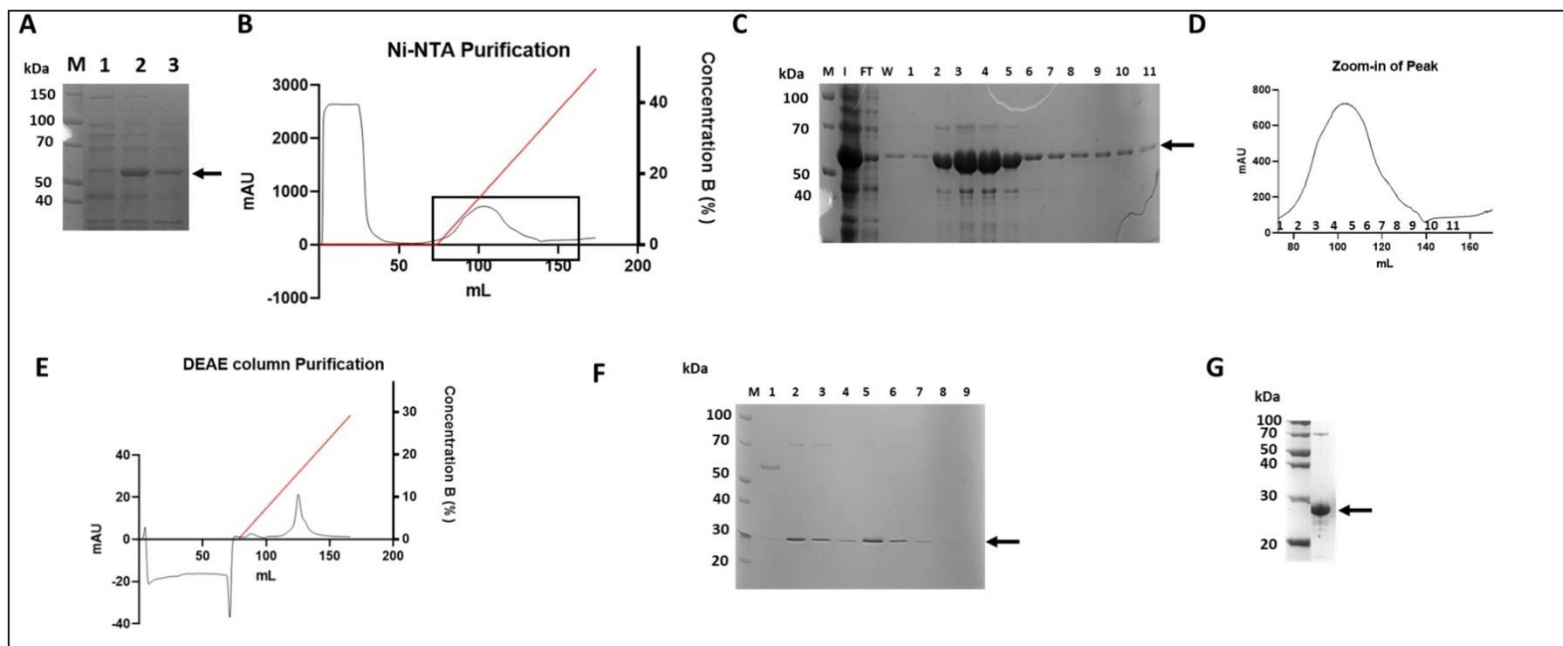 A
M 1 2 3
kDa
150
100
70
50
40
B
Ni-NTA Purification
3000
2000
1000
0
-1000
50 100 150 200
mL
mAU
40
20
0
Concentration B (%)
C
kDa M I FT W 1 2 3 4 5 6 7 8 9 10 11
100
70
50
40
D
Zoom-in of Peak
800
600
400
200
0
mAU
1 2 3 4 5 6 7 8 9 10 11
80 100 120 140 160
mL
E
DEAE column Purification
40
20
0
-20
-40
mAU
50 100 150 200
mL
30
20
10
0
Concentration B (%)
F
kDa
M 1 2 3 4 5 6 7 8 9
100
70
50
40
30
20
G
kDa
100
70
50
40
30
20